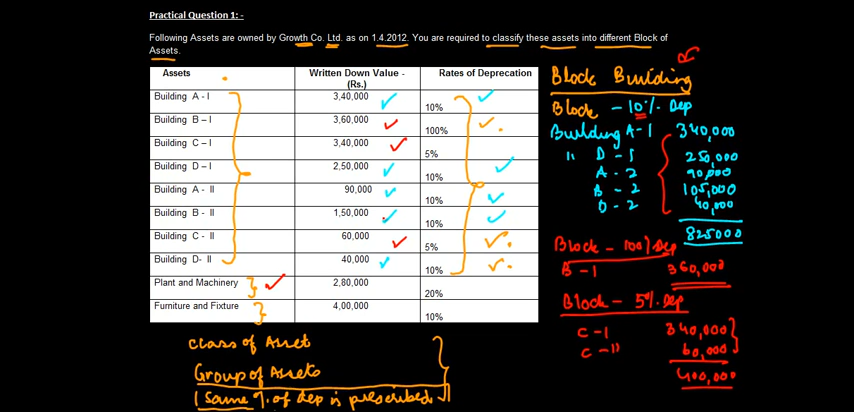 Practical Question 1: -
Following Assets are owned by Growth Co. Ltd. as on 1.4.2012. You are required to classify these assets into different Block of
Assets.
Assets Written Down Value - (Rs.) Rates of Deprecation
Building A - I 3,40,000 10%
Building B – I 3,60,000 100%
Building C – I 3,40,000 5%
Building D – I 2,50,000 10%
Building A - II 90,000 10%
Building B - II 1,50,000 10%
Building C - II 60,000 5%
Building D- II 40,000 10%
Plant and Machinery 2,80,000 20%
Furniture and Fixture 4,00,000 10%
Class of Asset
Group of Assets
Same %. of dep is prescribed.
Block Building
Block - 10%. Dep
Building A-1 340,000
" D - 1 250,000
A - 2 90,000
B - 2 105,000
D - 2 40,000
825000
Block - 100% Dep
B - 1 360,000
Block - 5%. Dep
C - 1 340,000
C - 11 60,000
400,000